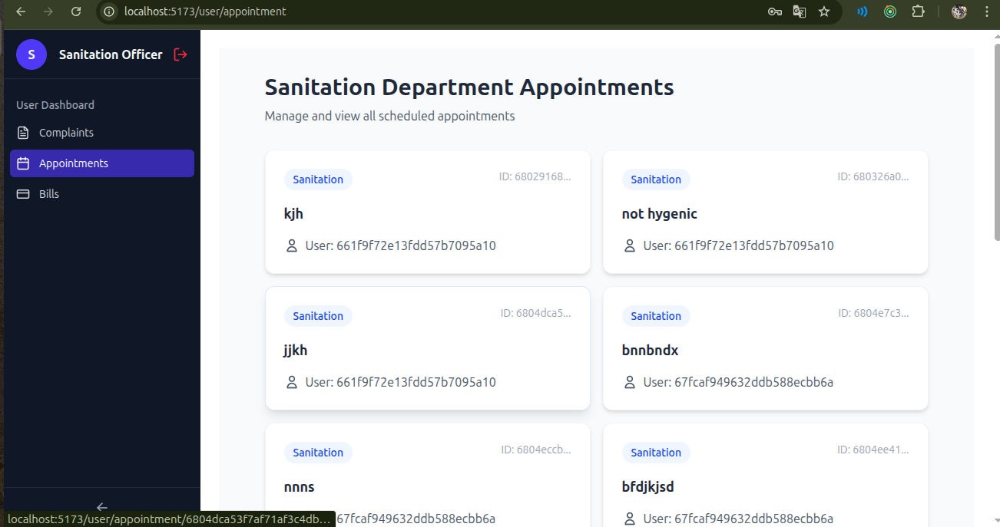 localhost:5173/user/appointment
S
Sanitation Officer
User Dashboard
Complaints
Appointments
Bills
Sanitation Department Appointments
Manage and view all scheduled appointments
Sanitation
ID: 68029168...
kjh
User: 661f9f72e13fdd57b7095a10
Sanitation
ID: 680326a0...
not hygenic
User: 661f9f72e13fdd57b7095a10
Sanitation
ID: 6804dca5...
jjkh
User: 661f9f72e13fdd57b7095a10
Sanitation
ID: 6804e7c3...
bnnbndx
User: 67fcaf949632ddb588ecbb6a
Sanitation
ID: 6804eccb...
nnns
67fcaf949632ddb588ecbb6a
Sanitation
ID: 6804ee41...
bfdjkjsd
User: 67fcaf949632ddb588ecbb6a
localhost:5173/user/appointment/6804dca53f7af71af3c4db...